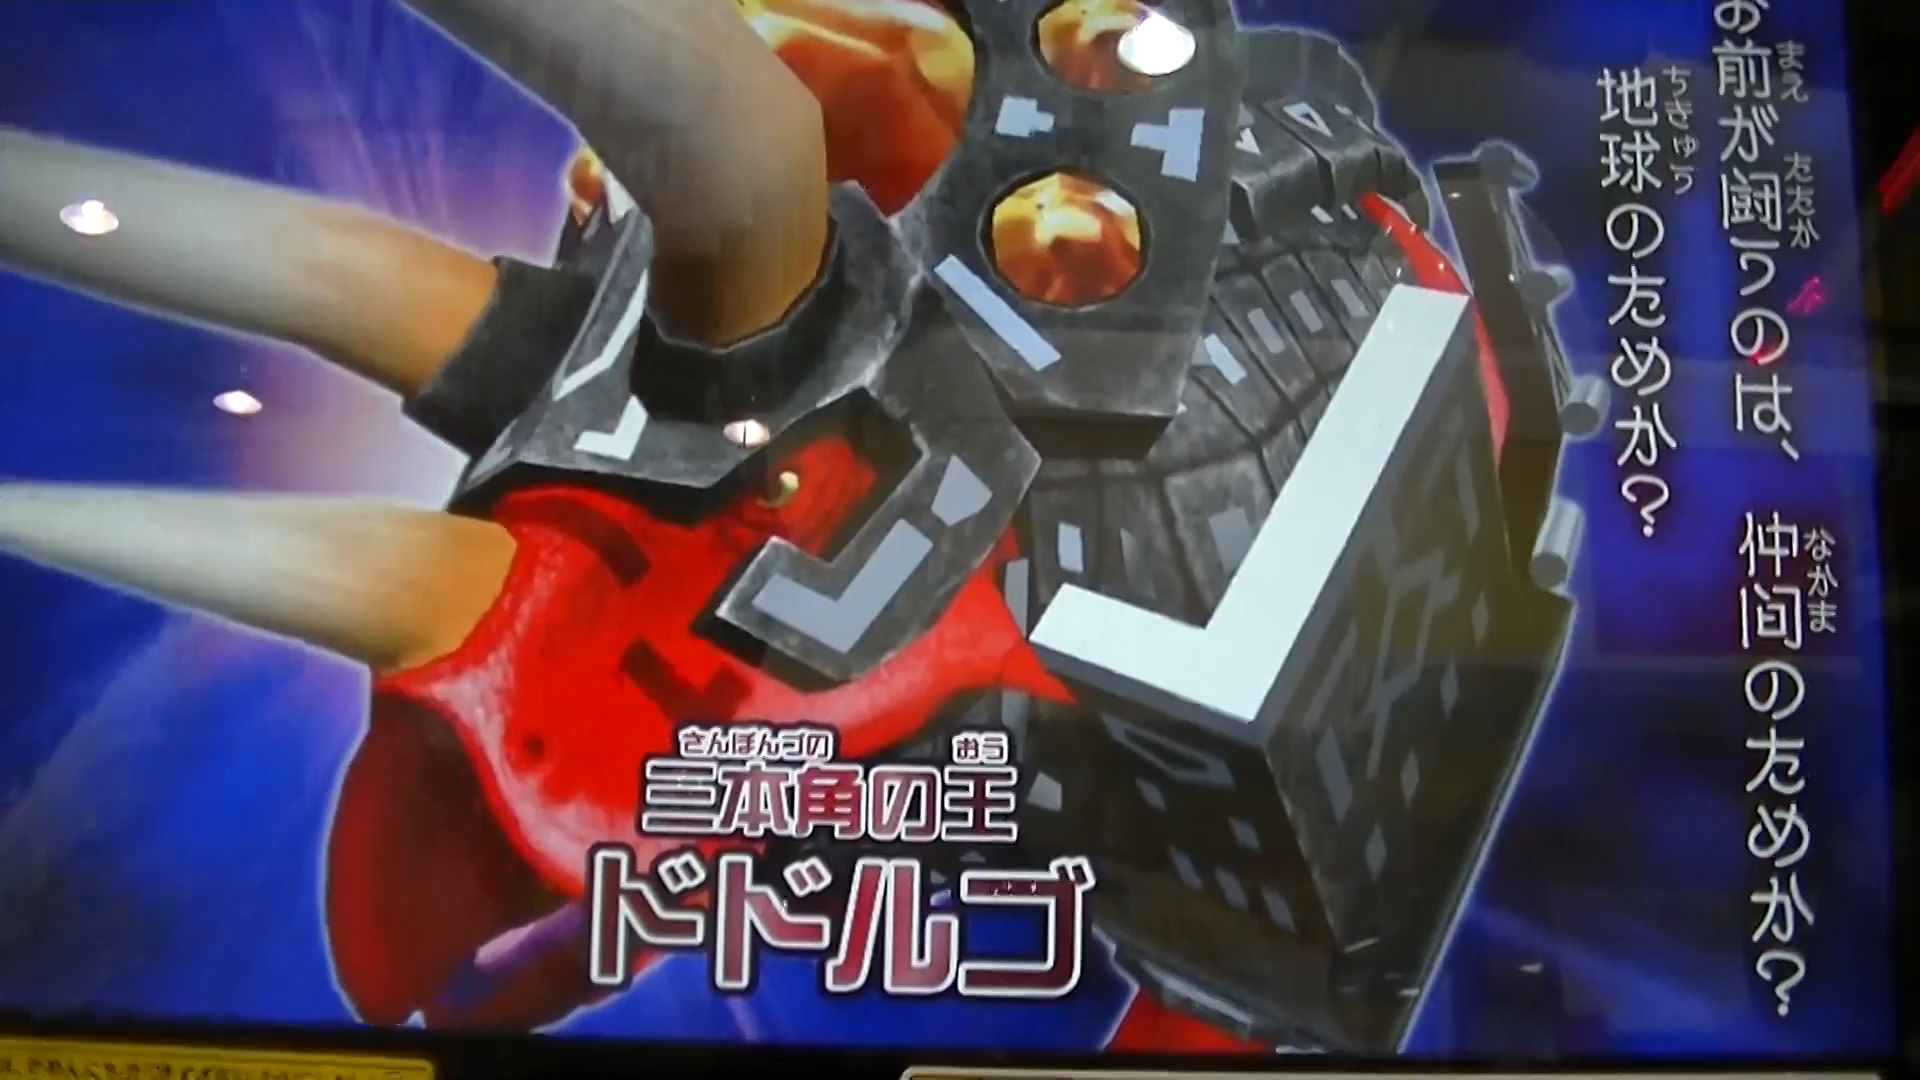 お前が闘うのは、仲間のためか？
地球のためか？
三本角の王
ドドルゴ